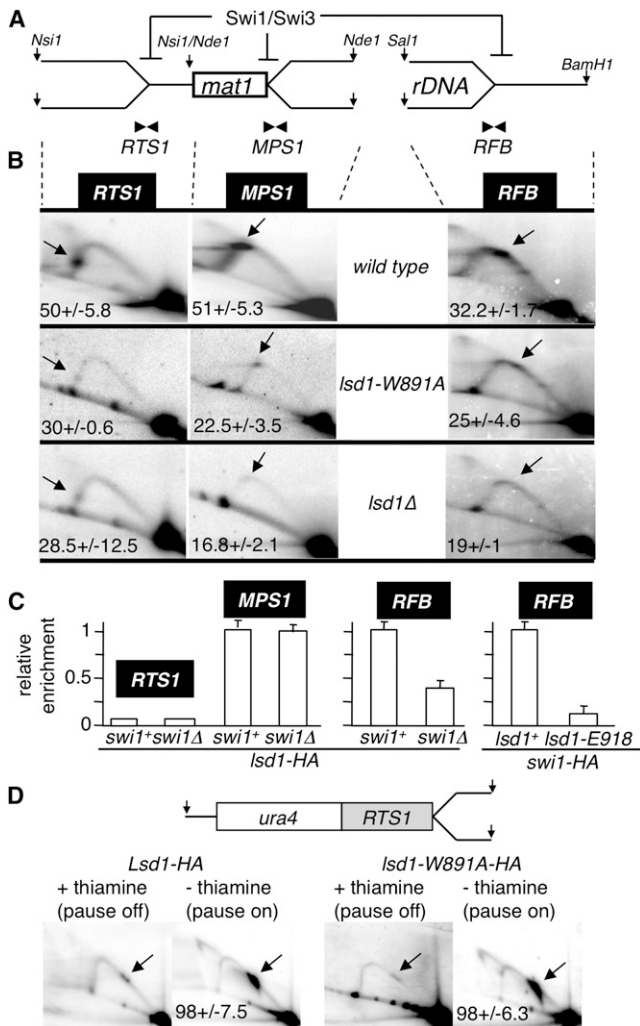 A
Swi1/Swi3
Nsi1
Nsi1/Nde1
Nde1
Sal1
BamH1
mat1
rDNA
RTS1
MPS1
RFB
B
RTS1
MPS1
RFB
50+/-5.8
51+/-5.3
wild type
32.2+/-1.7
30+/-0.6
22.5+/-3.5
lsd1-W891A
25+/-4.6
28.5+/-12.5
16.8+/-2.1
lsd1Δ
19+/-1
C
relative
enrichment
1
0.5
0
RTS1
MPS1
RFB
RFB
swi1+ swi1Δ
swi1+ swi1Δ
swi1+ swi1Δ
lsd1-HA
lsd1+ lsd1-E918
swi1-HA
D
ura4
RTS1
Lsd1-HA
lsd1-W891A-HA
+ thiamine
(pause off)
- thiamine
(pause on)
+ thiamine
(pause off)
- thiamine
(pause on)
98+/-7.5
98+/-6.3